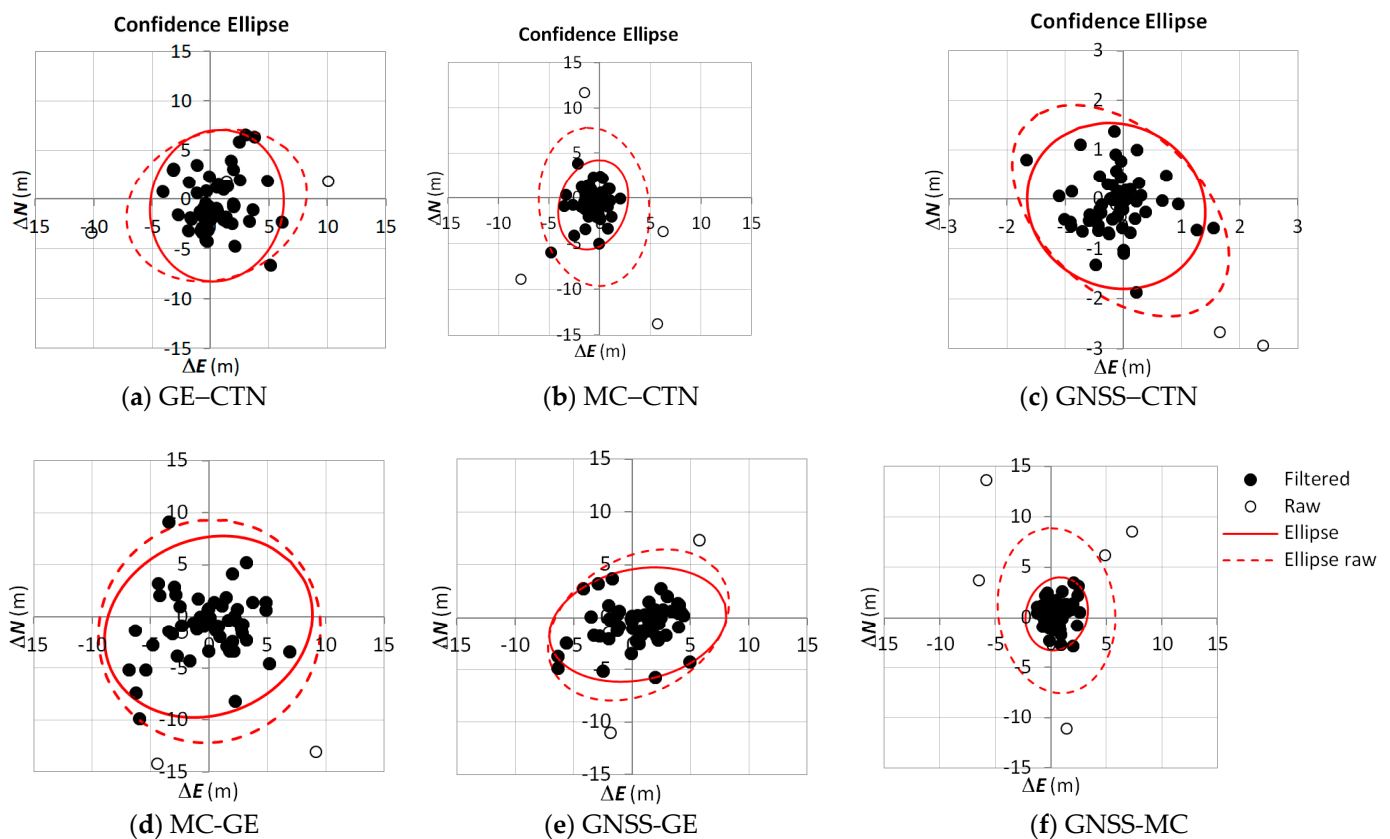 Confidence Ellipse
15
10
5
0
-5
-10
-15
-15 -10 -5 0 5 10 15
ΔN (m)
ΔE (m)
(a) GE–CTN
Confidence Ellipse
15
10
5
0
-5
-10
-15
-15 -10 -5 0 5 10 15
ΔN (m)
ΔE (m)
(b) MC–CTN
Confidence Ellipse
3
2
1
0
-1
-2
-3
-3 -2 -1 0 1 2 3
ΔN (m)
ΔE (m)
(c) GNSS–CTN
15
10
5
0
-5
-10
-15
-15 -10 -5 0 5 10 15
ΔN (m)
ΔE (m)
(d) MC-GE
15
10
5
0
-5
-10
-15
-15 -10 -5 0 5 10 15
ΔN (m)
ΔE (m)
(e) GNSS-GE
15
10
5
0
-5
-10
-15
-15 -10 -5 0 5 10 15
ΔN (m)
ΔE (m)
(f) GNSS-MC
Filtered
Raw
Ellipse
Ellipse raw